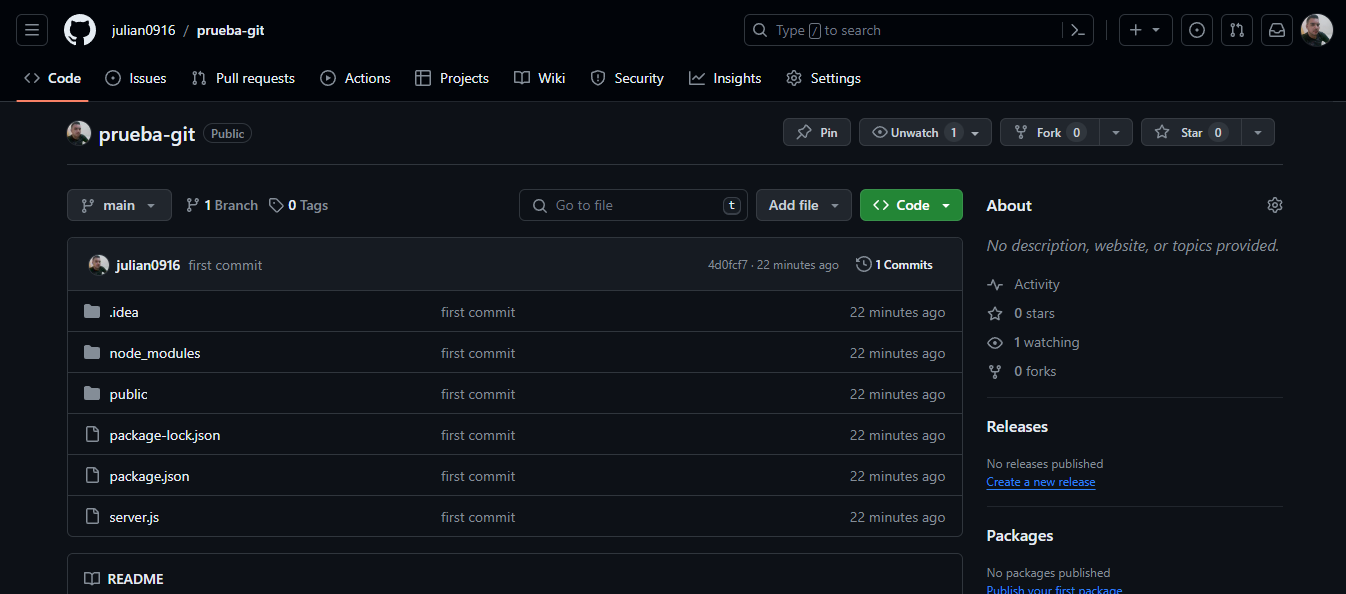 julian0916 / prueba-git
Type / to search
Code Issues Pull requests Actions Projects Wiki Security Insights Settings
prueba-git Public
Pin Unwatch 1 Fork 0 Star 0
main 1 Branch 0 Tags
Go to file t Add file Code
julian0916 first commit 4d0fcf7 · 22 minutes ago 1 Commits
.idea first commit 22 minutes ago
node_modules first commit 22 minutes ago
public first commit 22 minutes ago
package-lock.json first commit 22 minutes ago
package.json first commit 22 minutes ago
server.js first commit 22 minutes ago
README
About
No description, website, or topics provided.
Activity
0 stars
1 watching
0 forks
Releases
No releases published
Create a new release
Packages
No packages published
Publish your first package